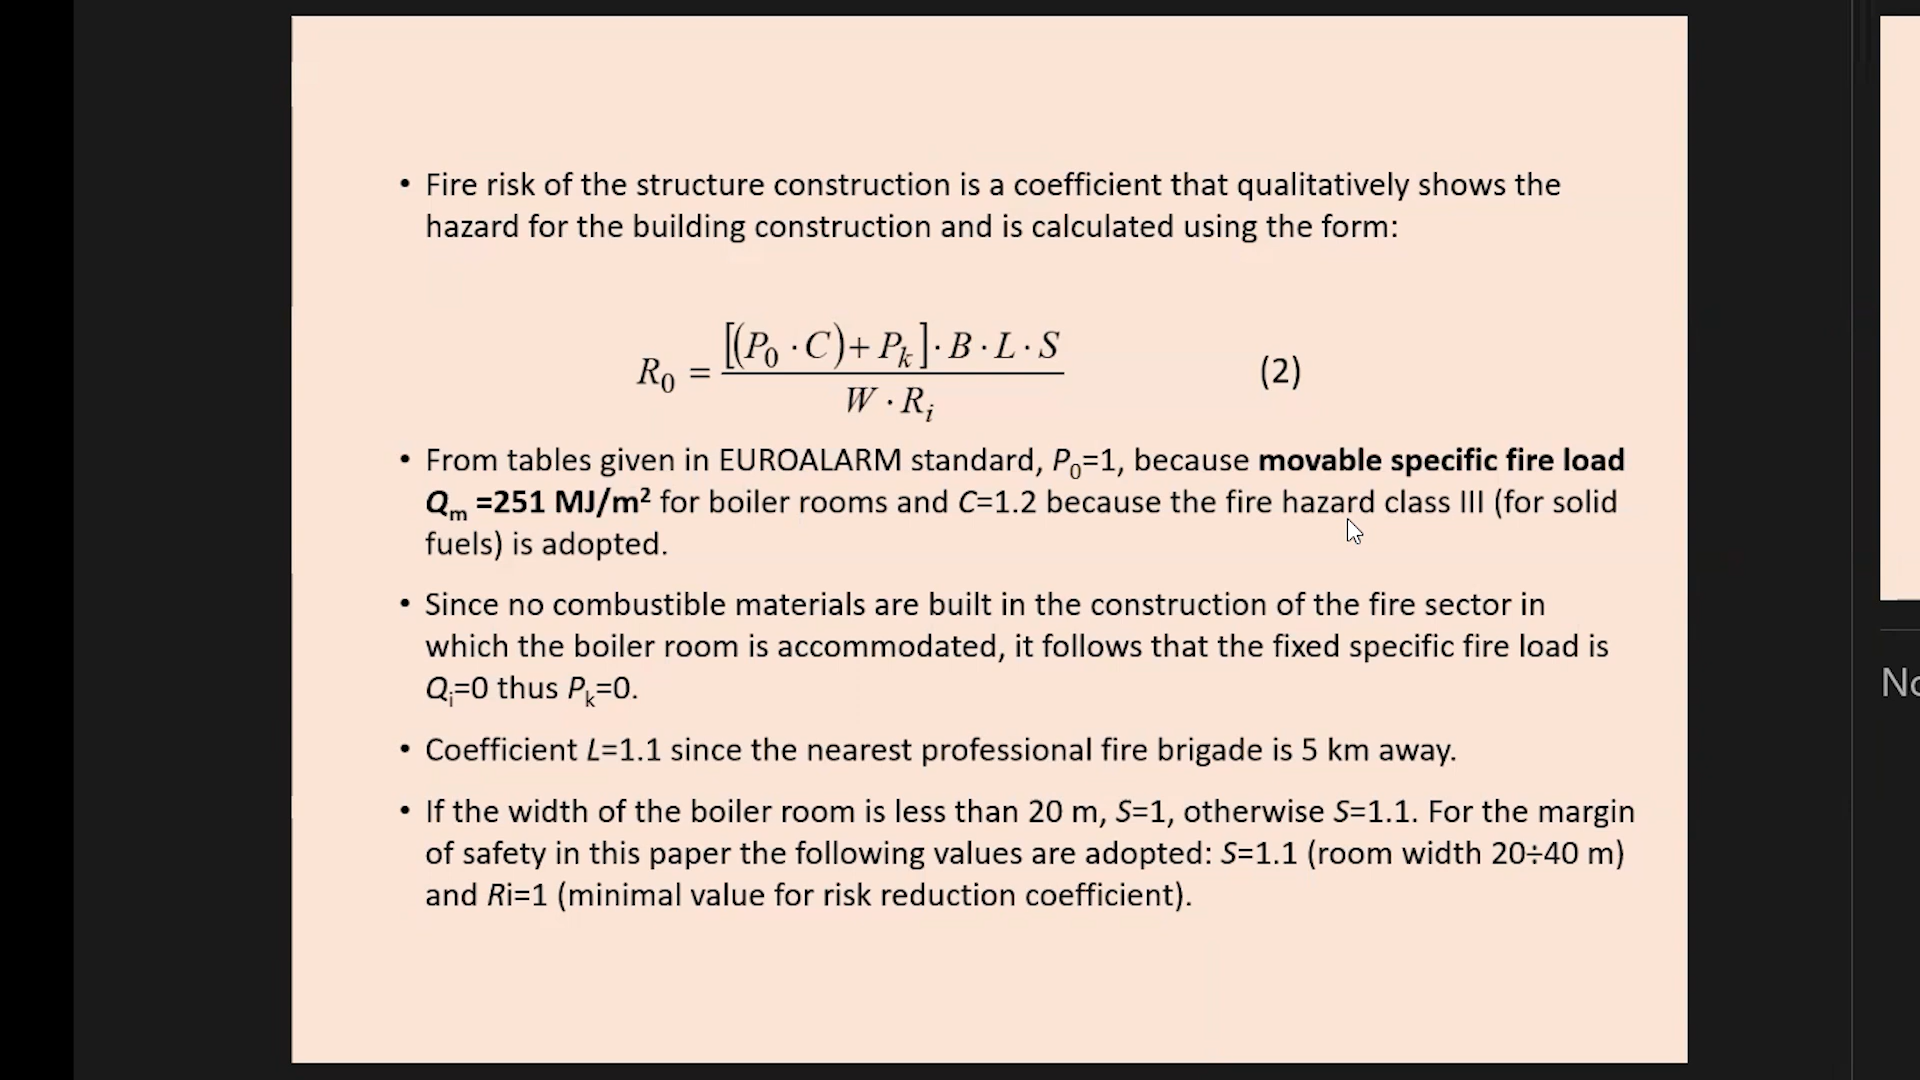 • Fire risk of the structure construction is a coefficient that qualitatively shows the
hazard for the building construction and is calculated using the form:
R₀ = [(P₀ · C) + Pₖ] · B · L · S / W · Rᵢ (2)
• From tables given in EUROALARM standard, P₀=1, because movable specific fire load
Qₘ =251 MJ/m² for boiler rooms and C=1.2 because the fire hazard class III (for solid
fuels) is adopted.
• Since no combustible materials are built in the construction of the fire sector in
which the boiler room is accommodated, it follows that the fixed specific fire load is
Qᵢ=0 thus Pₖ=0.
• Coefficient L=1.1 since the nearest professional fire brigade is 5 km away.
• If the width of the boiler room is less than 20 m, S=1, otherwise S=1.1. For the margin
of safety in this paper the following values are adopted: S=1.1 (room width 20÷40 m)
and Ri=1 (minimal value for risk reduction coefficient).